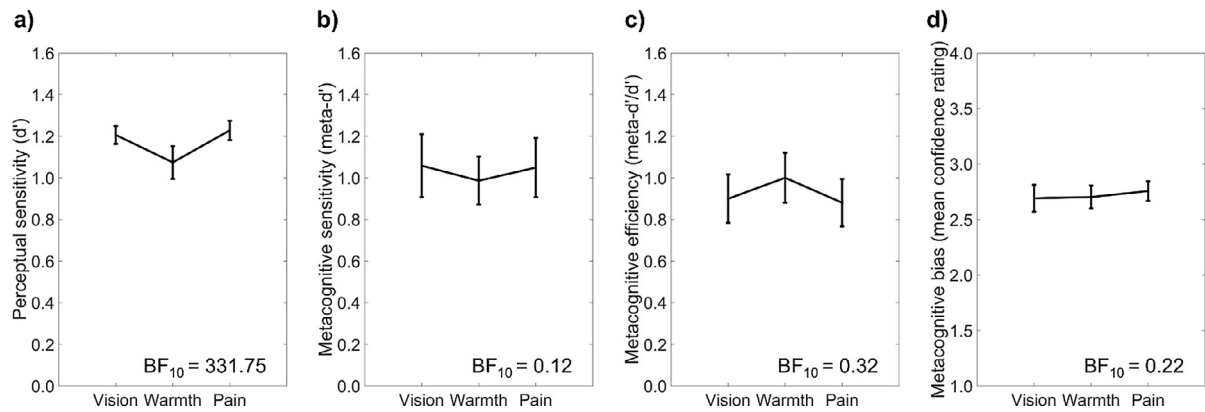 a)
Perceptual sensitivity (d')
1.6
1.4
1.2
1.0
0.8
0.6
0.4
0.2
0.0
BF10 = 331.75
Vision Warmth Pain
b)
Metacognitive sensitivity (meta-d')
1.6
1.4
1.2
1.0
0.8
0.6
0.4
0.2
0.0
BF10 = 0.12
Vision Warmth Pain
c)
Metacognitive efficiency (meta-d'/d')
1.6
1.4
1.2
1.0
0.8
0.6
0.4
0.2
0.0
BF10 = 0.32
Vision Warmth Pain
d)
Metacognitive bias (mean confidence rating)
4.0
3.5
3.0
2.5
2.0
1.5
1.0
BF10 = 0.22
Vision Warmth Pain